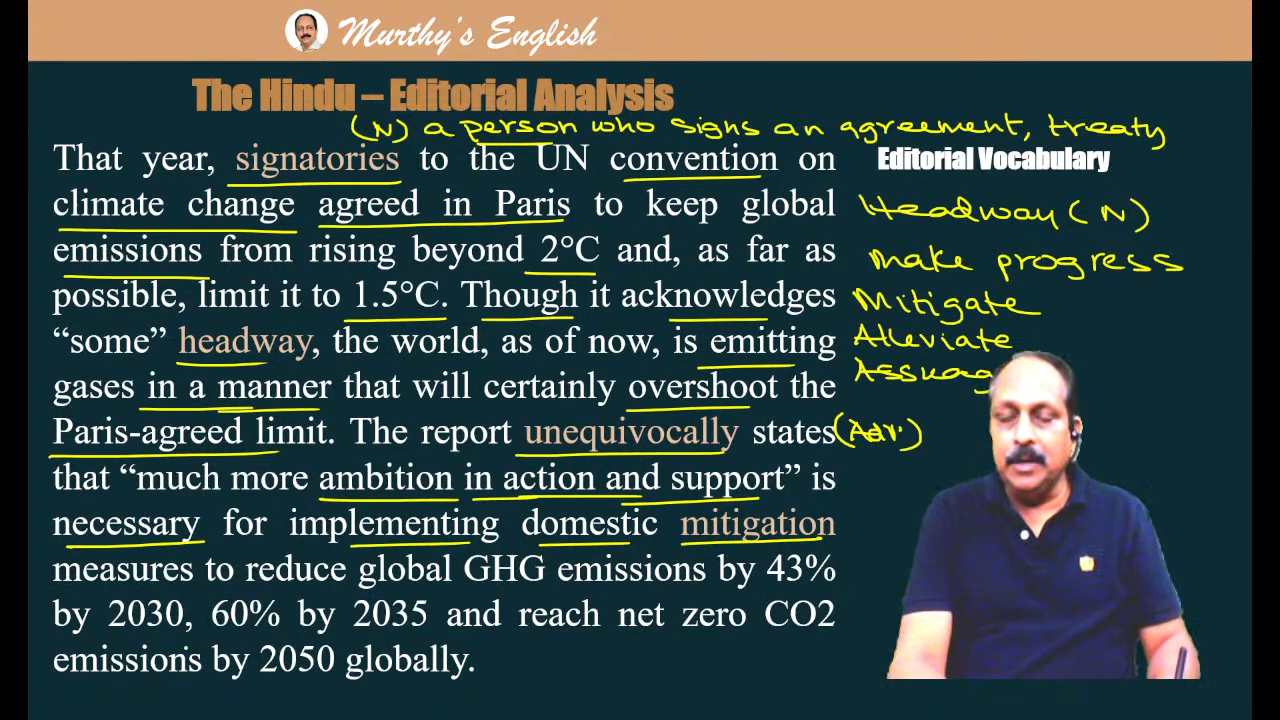 Murthy's English
The Hindu – Editorial Analysis
(N) a person who signs an agreement, treaty
That year, signatories to the UN convention on
climate change agreed in Paris to keep global
emissions from rising beyond 2°C and, as far as
possible, limit it to 1.5°C. Though it acknowledges
“some” headway, the world, as of now, is emitting
gases in a manner that will certainly overshoot the
Paris-agreed limit. The report unequivocally states
that “much more ambition in action and support” is
necessary for implementing domestic mitigation
measures to reduce global GHG emissions by 43%
by 2030, 60% by 2035 and reach net zero CO2
emissions by 2050 globally.
Editorial Vocabulary
Headway (N)
Make progress
Mitigate
Alleviate
(Adv.)